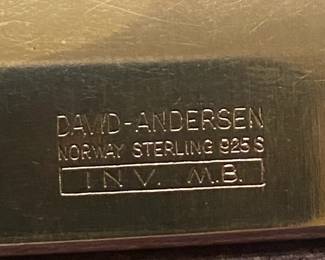 DAVID-ANDERSEN
NORWAY STERLING 925 S
INV. M.B.